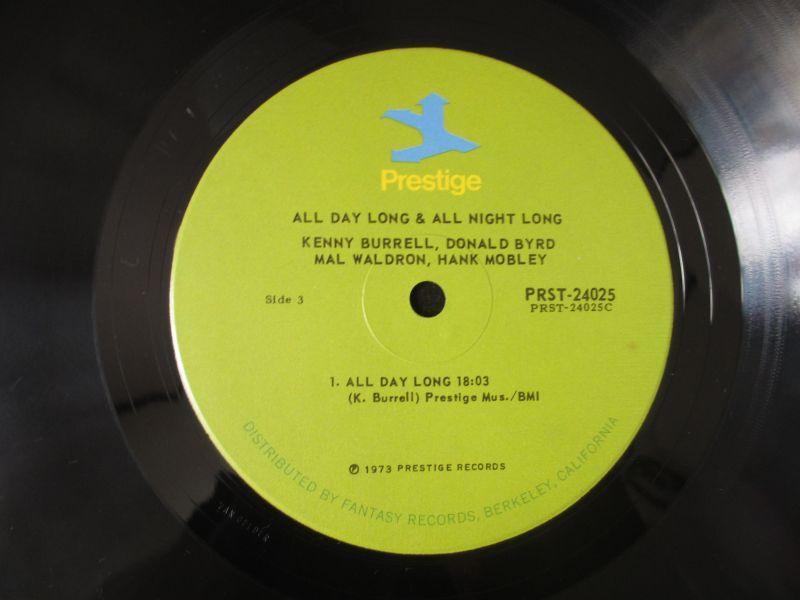 Prestige
ALL DAY LONG & ALL NIGHT LONG
KENNY BURRELL, DONALD BYRD
MAL WALDRON, HANK MOBLEY
Side 3
PRST-24025
PRST-24025C
1. ALL DAY LONG 18:03
(K. Burrell) Prestige Mus./BMI
℗ 1973 PRESTIGE RECORDS
DISTRIBUTED BY FANTASY RECORDS, BERKELEY, CALIFORNIA
VAN GELDER